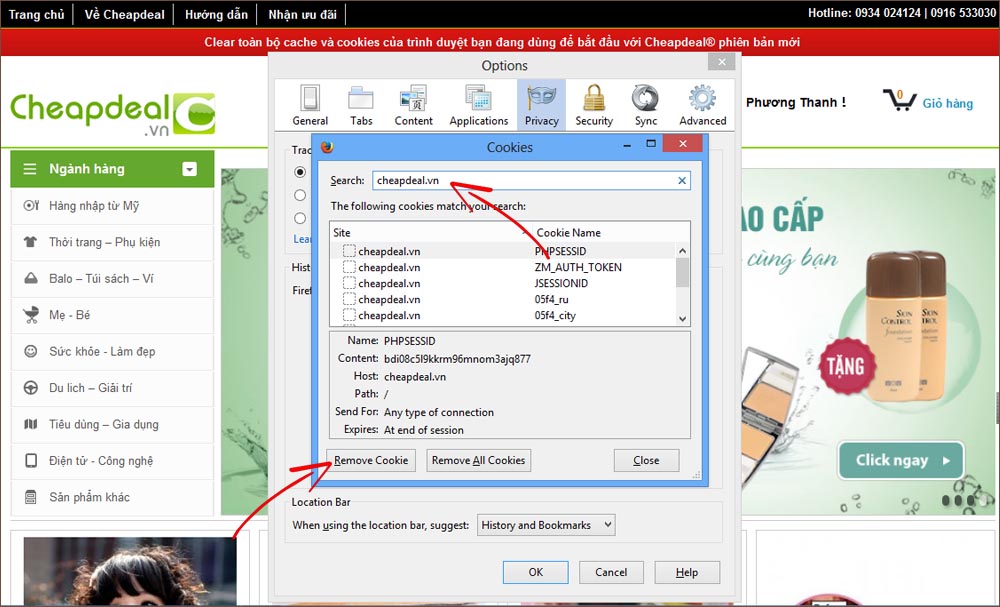 Trang chủ
Về Cheapdeal
Hướng dẫn
Nhận ưu đãi
Hotline: 0934 024124 | 0916 533030
Clear toàn bộ cache và cookies của trình duyệt bạn đang dùng để bắt đầu với Cheapdeal® phiên bản mới
Options
Cheapdeal
.vn
General
Tabs
Content
Applications
Privacy
Security
Sync
Advanced
Phương Thanh !
0
Giỏ hàng
Trac
Cookies
Ngành hàng
Search: cheapdeal.vn
The following cookies match your search:
Hàng nhập từ Mỹ
Thời trang – Phụ kiện
Balo – Túi sách – Ví
Mẹ - Bé
Sức khỏe - Làm đẹp
Du lich – Giải trí
Tiêu dùng – Gia dụng
Điện tử - Công nghệ
Sản phẩm khác
Lear
Hist
Firef
Site Cookie Name
cheapdeal.vn PHPSESSID
cheapdeal.vn ZM_AUTH_TOKEN
cheapdeal.vn JSESSIONID
cheapdeal.vn 05f4_ru
cheapdeal.vn 05f4_city
Name: PHPSESSID
Content: bdi08c5l9kkrm96mnom3ajq877
Host: cheapdeal.vn
Path: /
Send For: Any type of connection
Expires: At end of session
Remove Cookie
Remove All Cookies
Close
AO CẤP
cùng bạn
SKIN
CONTROL
foundation
TẶNG
Click ngay
Location Bar
When using the location bar, suggest: History and Bookmarks
OK
Cancel
Help